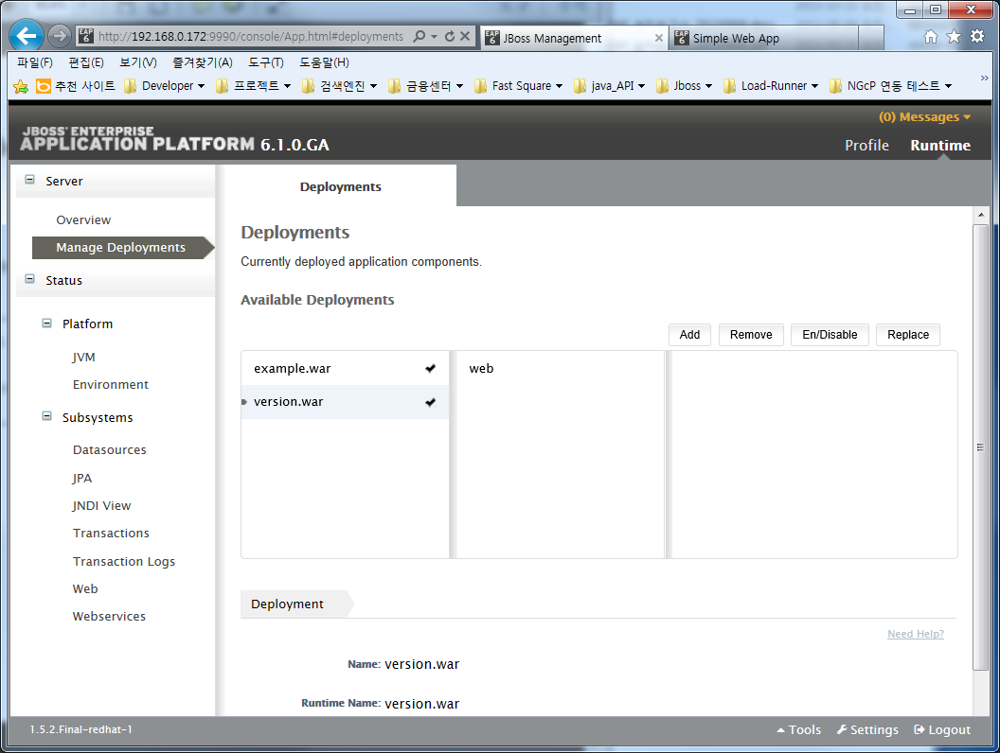 http://192.168.0.172:9990/console/App.html#deployments
JBoss Management
Simple Web App
파일(F) 편집(E) 보기(V) 즐겨찾기(A) 도구(T) 도움말(H)
추천 사이트 Developer 프로젝트 검색엔진 금융센터 Fast Square java_API Jboss Load-Runner NGcP 연동 테스트
(0) Messages
JBOSS® ENTERPRISE
APPLICATION PLATFORM 6.1.0.GA
Profile Runtime
Server
Overview
Manage Deployments
Status
Platform
JVM
Environment
Subsystems
Datasources
JPA
JNDI View
Transactions
Transaction Logs
Web
Webservices
Deployments
Deployments
Currently deployed application components.
Available Deployments
Add Remove En/Disable Replace
example.war
version.war
web
Deployment
Need Help?
Name: version.war
Runtime Name: version.war
1.5.2.Final-redhat-1
Tools Settings Logout